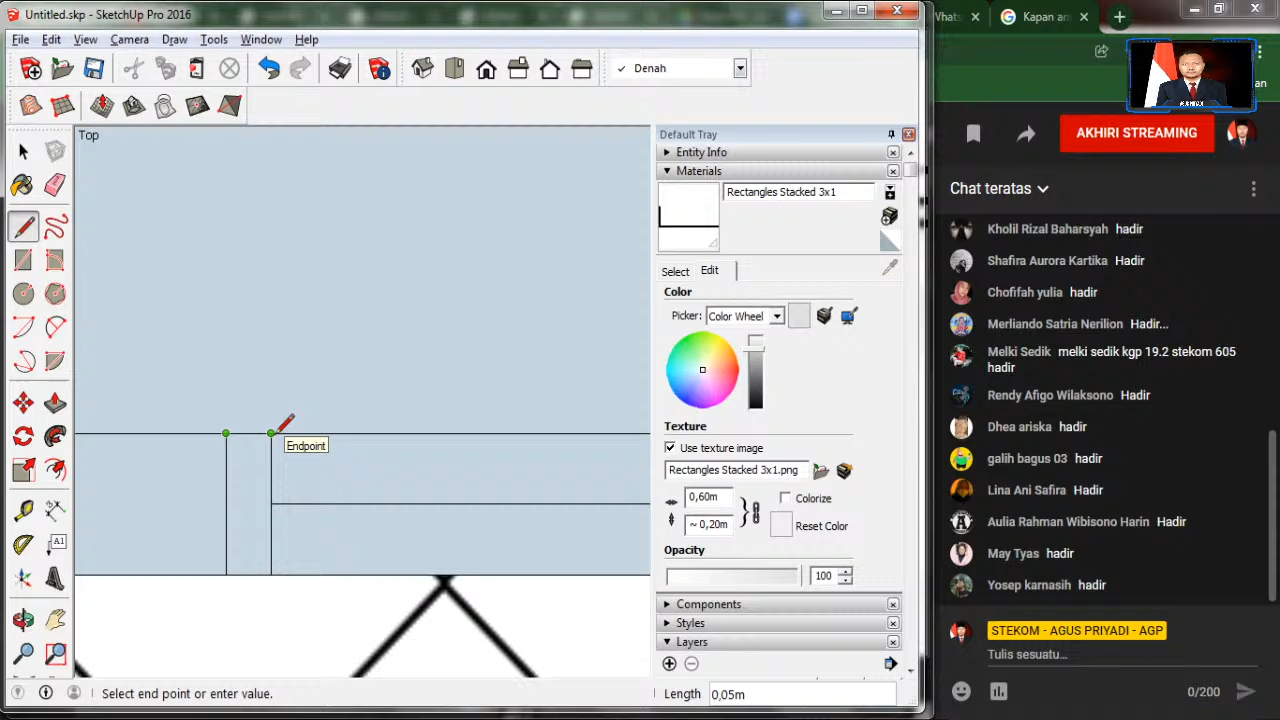 Untitled.skp - SketchUp Pro 2016
File Edit View Camera Draw Tools Window Help
Denah
Top
Endpoint
A1
Default Tray
Entity Info
Materials
Rectangles Stacked 3x1
Select Edit
Color
Picker: Color Wheel
Texture
Use texture image
Rectangles Stacked 3x1.png
0,60m
Colorize
~ 0,20m
Reset Color
Opacity
100
Components
Styles
Layers
Select end point or enter value.
Length 0,05m
Whats
Kapan an
an
AKHIRI STREAMING
Chat teratas
Kholil Rizal Baharsyah hadir
Shafira Aurora Kartika Hadir
Chofifah yulia hadir
Merliando Satria Nerilion Hadir...
Melki Sedik melki sedik kgp 19.2 stekom 605
hadir
Rendy Afigo Wilaksono Hadir
Dhea ariska hadir
galih bagus 03 hadir
Lina Ani Safira Hadir
Aulia Rahman Wibisono Harin Hadir
May Tyas hadir
Yosep karnasih hadir
STEKOM - AGUS PRIYADI - AGP
Tulis sesuatu...
0/200